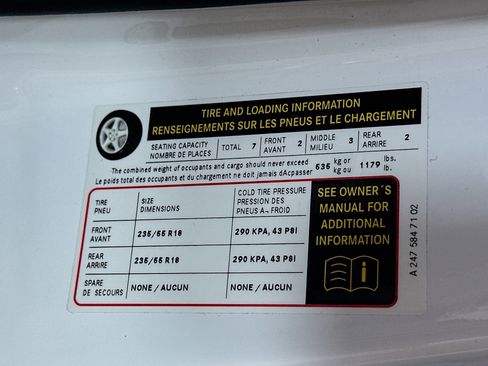 TIRE AND LOADING INFORMATION
RENSEIGNEMENTS SUR LES PNEUS ET LE CHARGEMENT
SEATING CAPACITY TOTAL 7 FRONT 2 MIDDLE 3 REAR 2
NOMBRE DE PLACES AVANT MILIEU ARRIÈRE
The combined weight of occupants and cargo should never exceed 535 kg or 1179 lbs.
Le poids total des occupants et du chargement ne doit jamais dAcpasser kg ou lb.
TIRE SIZE COLD TIRE PRESSURE
PNEU DIMENSIONS PRESSION DES
PNEUS A~ FROID
FRONT
AVANT 235/55 R18 290 KPA, 43 PSI
REAR
ARRIERE 235/55 R18 290 KPA, 43 PSI
SPARE
DE SECOURS NONE / AUCUN NONE / AUCUN
SEE OWNER´S
MANUAL FOR
ADDITIONAL
INFORMATION
i
A 247 584 71 02